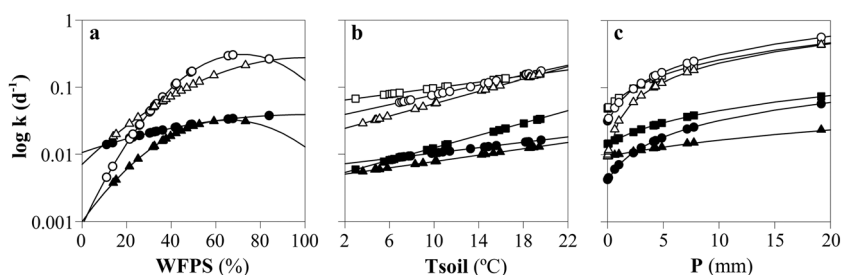 a
b
c
log k (d⁻¹)
1
0.1
0.01
0.001
0 20 40 60 80 100
2 6 10 14 18 22
0 5 10 15 20
WFPS (%)
Tsoil (ºC)
P (mm)